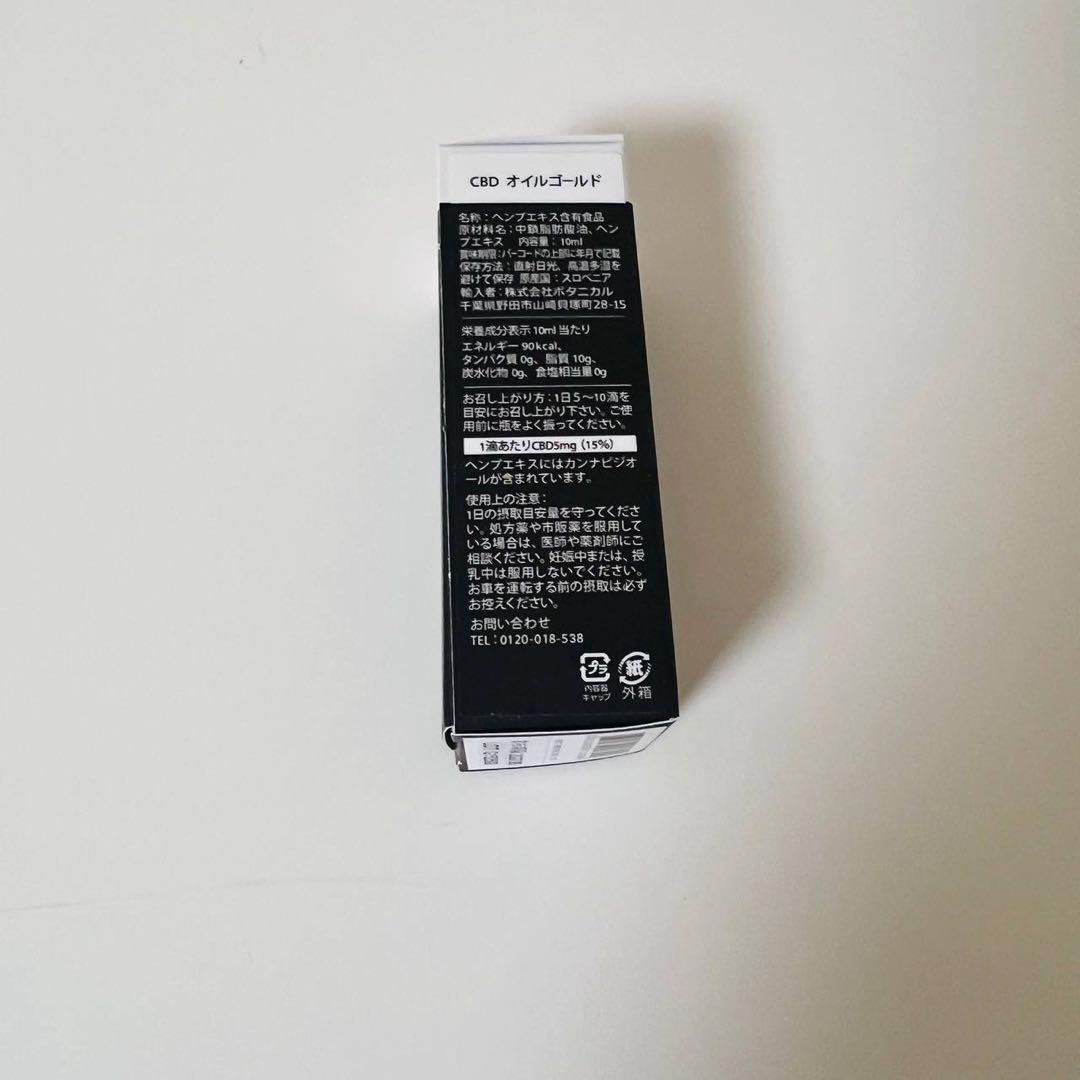 CBD オイルゴールド
名称：ヘンプエキス含有食品
原材料名：中鎖脂肪酸油、ヘン
プエキス 内容量：10ml
賞味期限：バーコードの上部に年月で記載
保存方法：直射日光、高温多湿を
避けて保存 原産国：スロベニア
輸入者：株式会社ボタニカル
千葉県野田市山崎貝塚町28-15
栄養成分表示 10ml当たり
エネルギー 90kcal、
タンパク質 0g、脂質 10g、
炭水化物 0g、食塩相当量 0g
お召し上がり方：1日5〜10滴を
目安にお召し上がり下さい。ご使
用前に瓶をよく振ってください。
1滴あたりCBD5mg（15%）
ヘンプエキスにはカンナビジオ
ールが含まれています。
使用上の注意：
1日の摂取目安量を守ってくださ
い。処方薬や市販薬を服用して
いる場合は、医師や薬剤師にご
相談ください。妊娠中または、授
乳中は服用しないでください。
お車を運転する前の摂取は必ず
お控えください。
お問い合わせ
TEL：0120-018-538
プラ 紙
内容器 外箱
キャップ